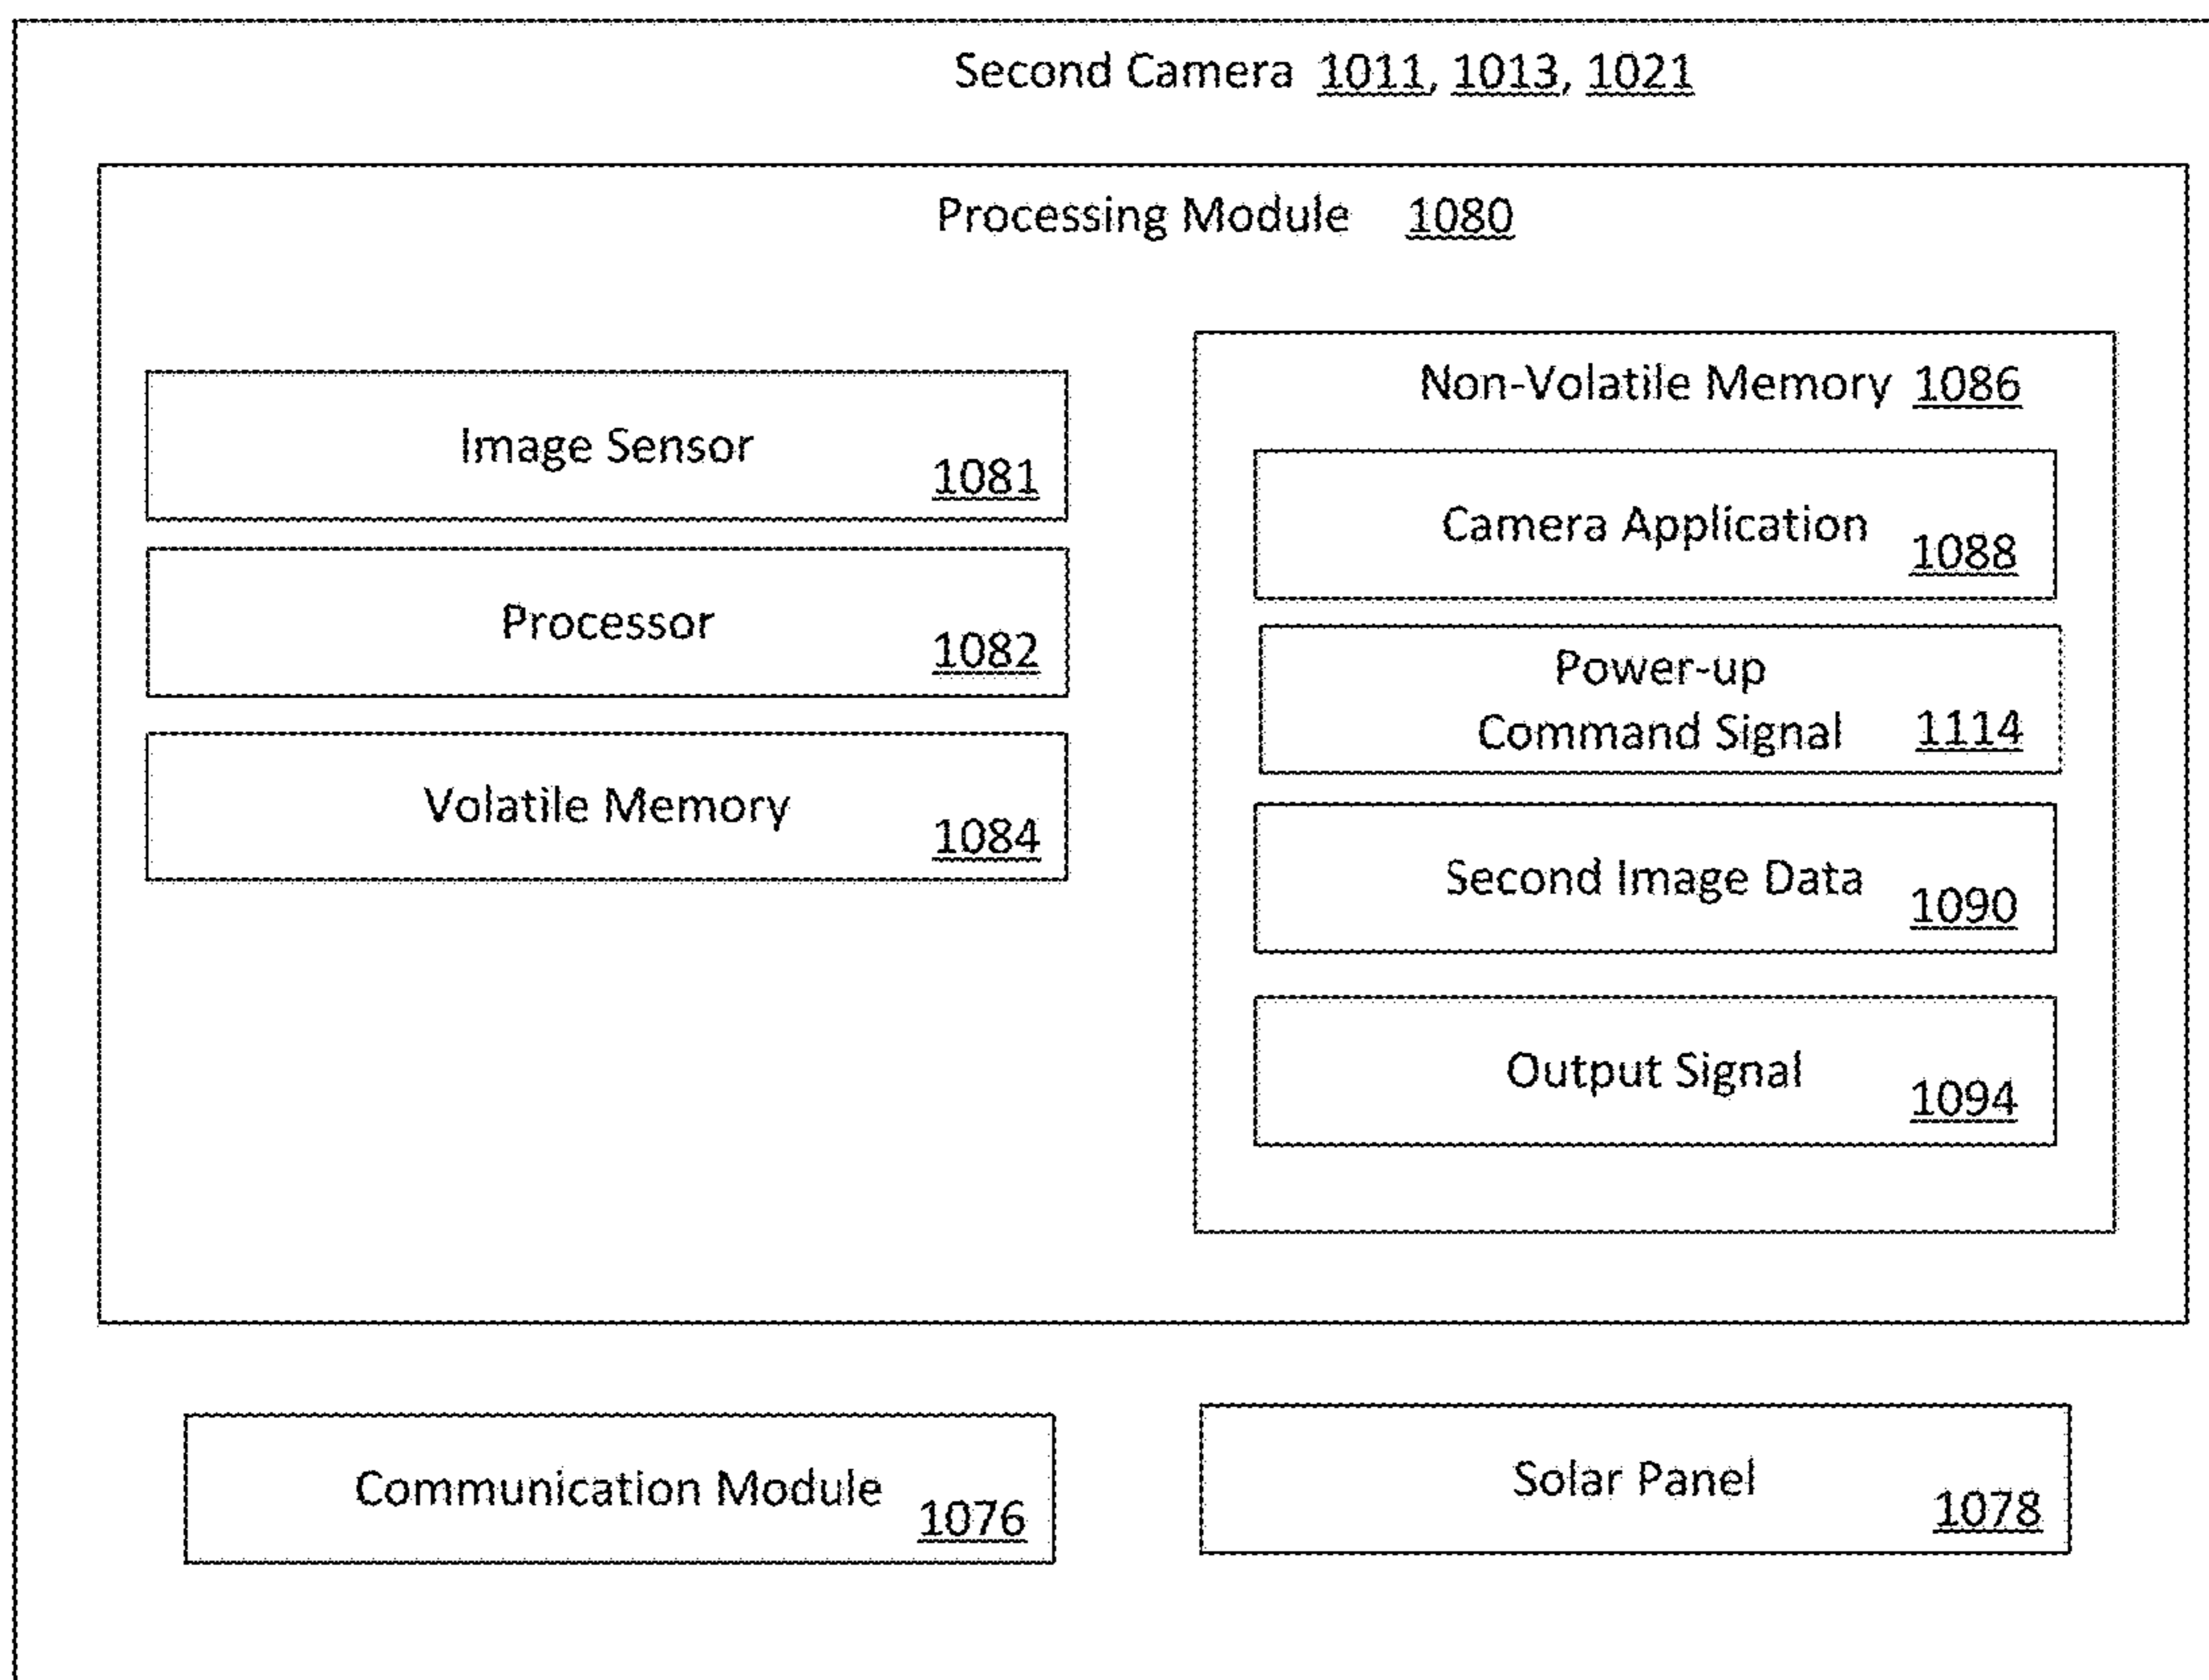 Second Camera 1011, 1013, 1021
Processing Module 1080
Image Sensor 1081
Processor 1082
Volatile Memory 1084
Non-Volatile Memory 1086
Camera Application 1088
Power-up
Command Signal 1114
Second Image Data 1090
Output Signal 1094
Communication Module 1076
Solar Panel 1078